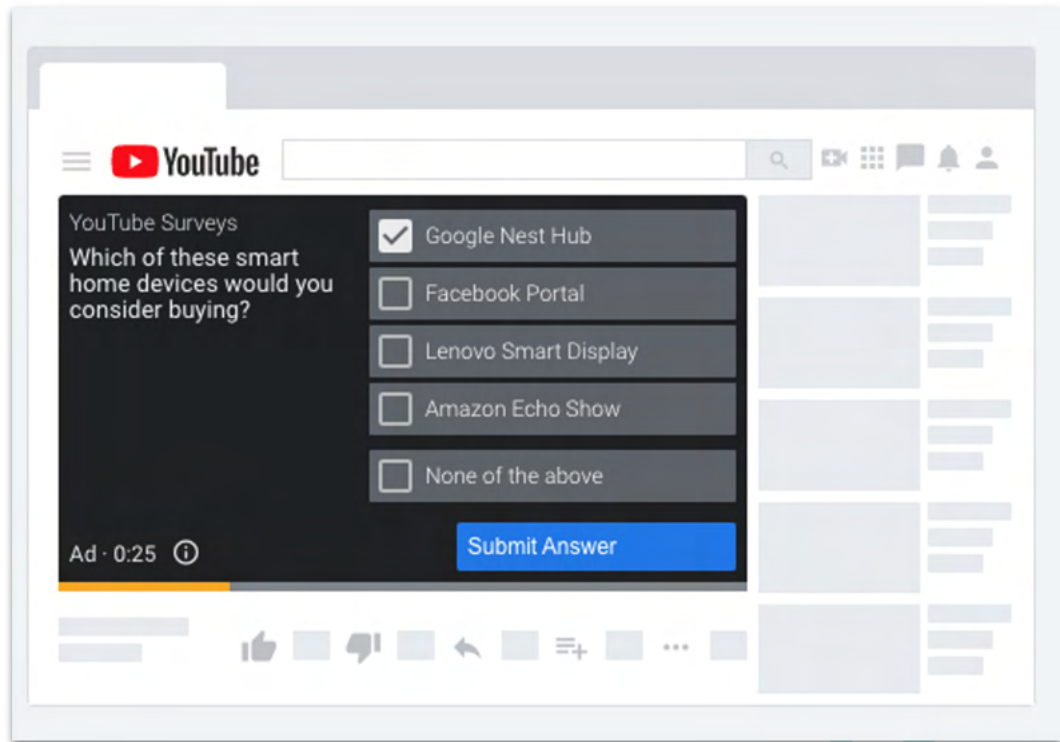 YouTube
YouTube Surveys
Which of these smart
home devices would you
consider buying?
Google Nest Hub
Facebook Portal
Lenovo Smart Display
Amazon Echo Show
None of the above
Submit Answer
Ad · 0:25